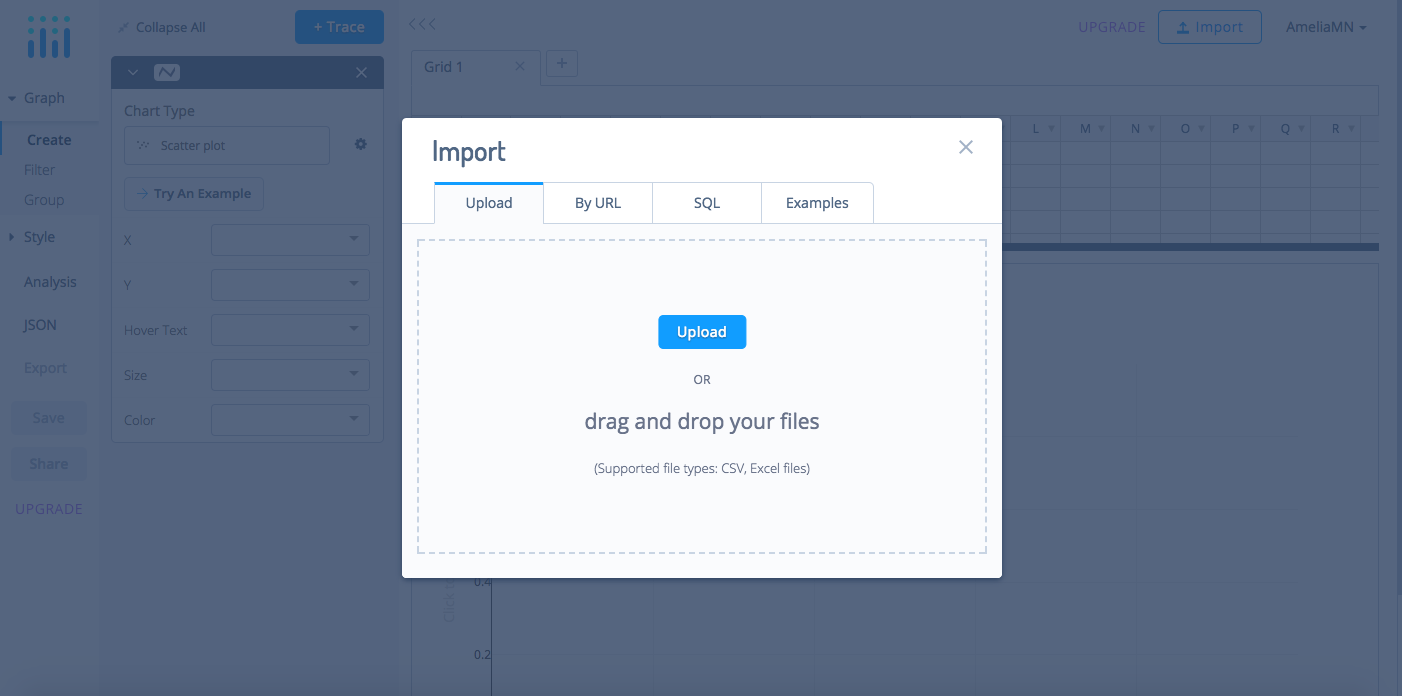 Collapse All
+ Trace
UPGRADE
Import
AmeliaMN
Grid 1
+
Graph
Create
Filter
Group
Style
Analysis
JSON
Export
Save
Share
UPGRADE
Chart Type
Scatter plot
Try An Example
X
Y
Hover Text
Size
Color
L M N O P Q R
Import
Upload By URL SQL Examples
Upload
OR
drag and drop your files
(Supported file types: CSV, Excel files)
0.4
Click
0.2